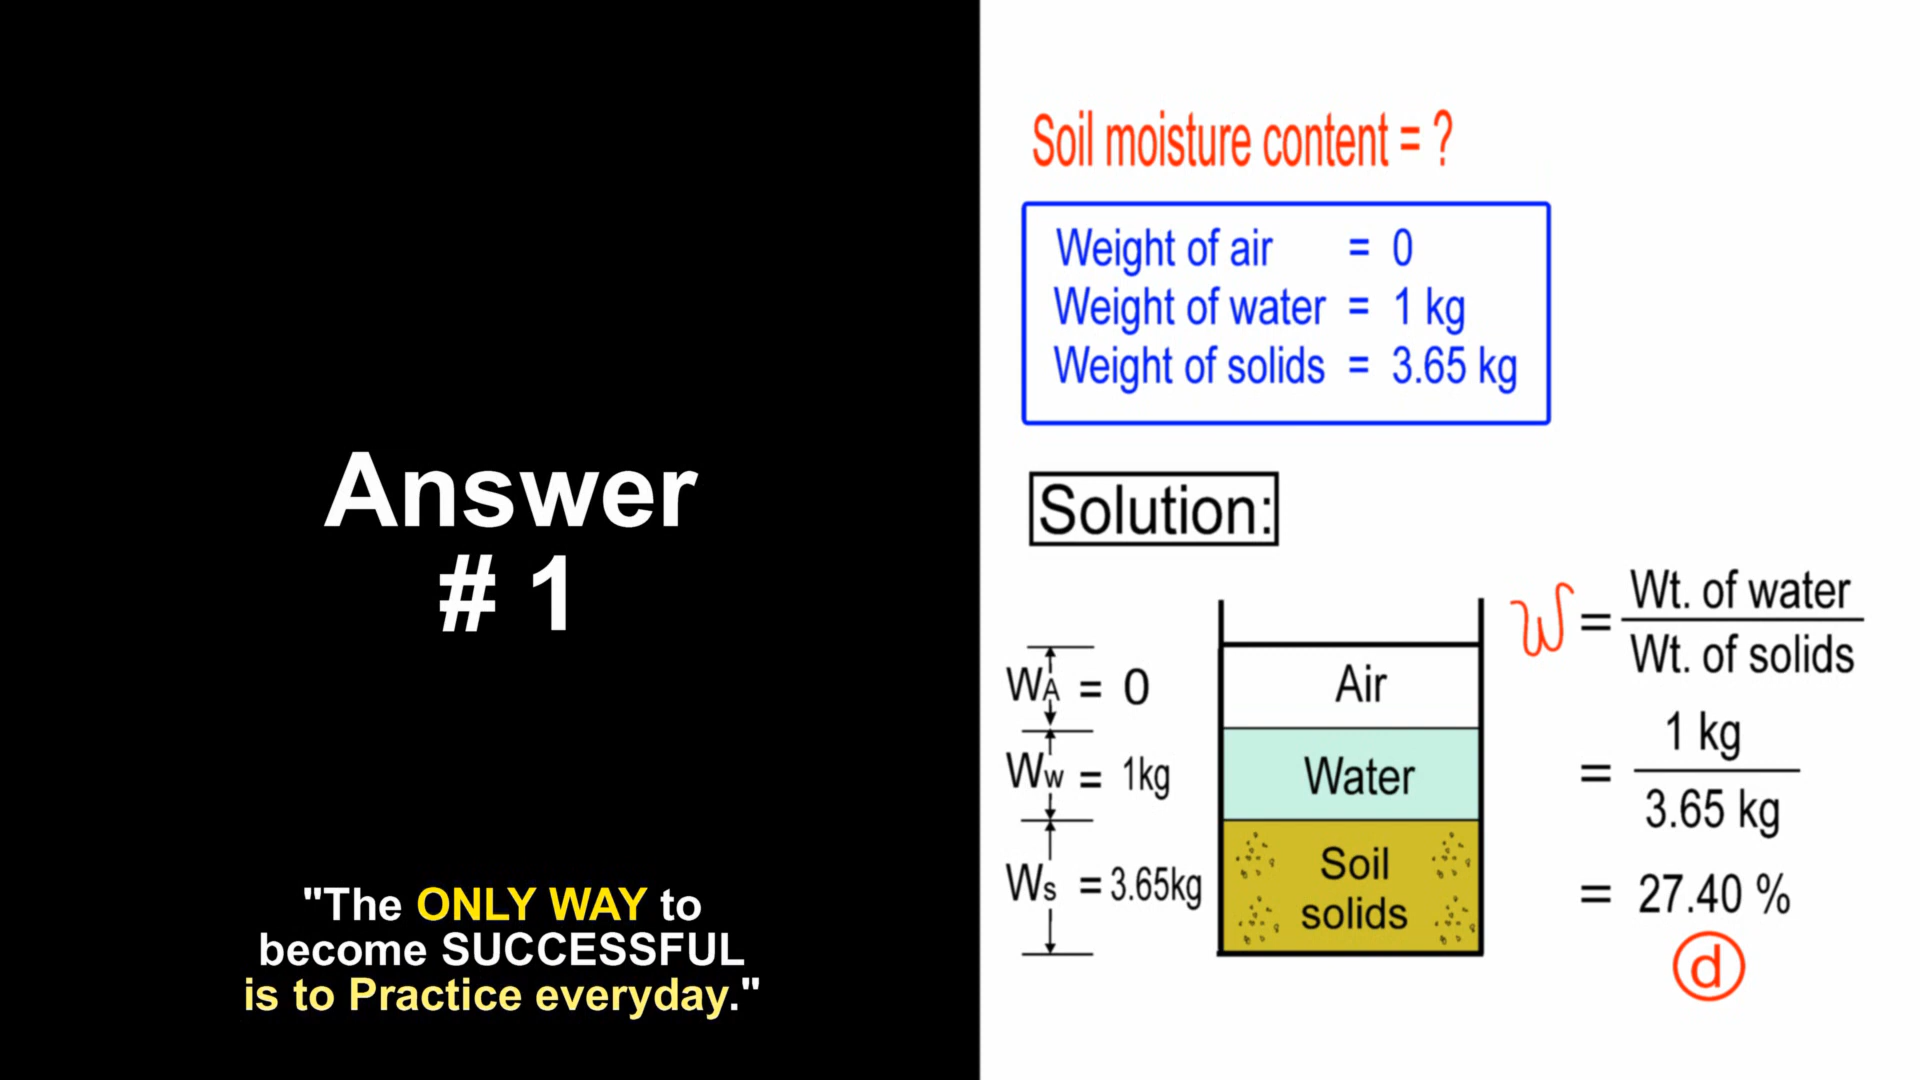 Answer
# 1
"The ONLY WAY to
become SUCCESSFUL
is to Practice everyday."
Soil moisture content = ?
Weight of air = 0
Weight of water = 1 kg
Weight of solids = 3.65 kg
Solution:
WA = 0
Ww = 1kg
Ws = 3.65kg
Air
Water
Soil
solids
W = Wt. of water
Wt. of solids
= 1 kg
3.65 kg
= 27.40 %
d